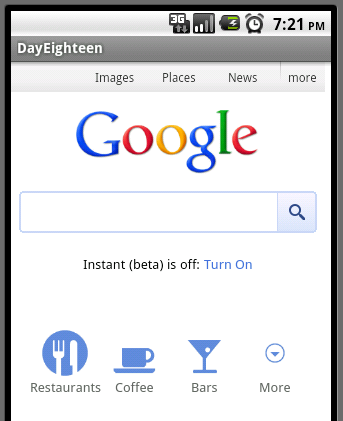 3G 7:21 PM
DayEighteen
Images Places News more
Google
Instant (beta) is off: Turn On
Restaurants Coffee Bars More